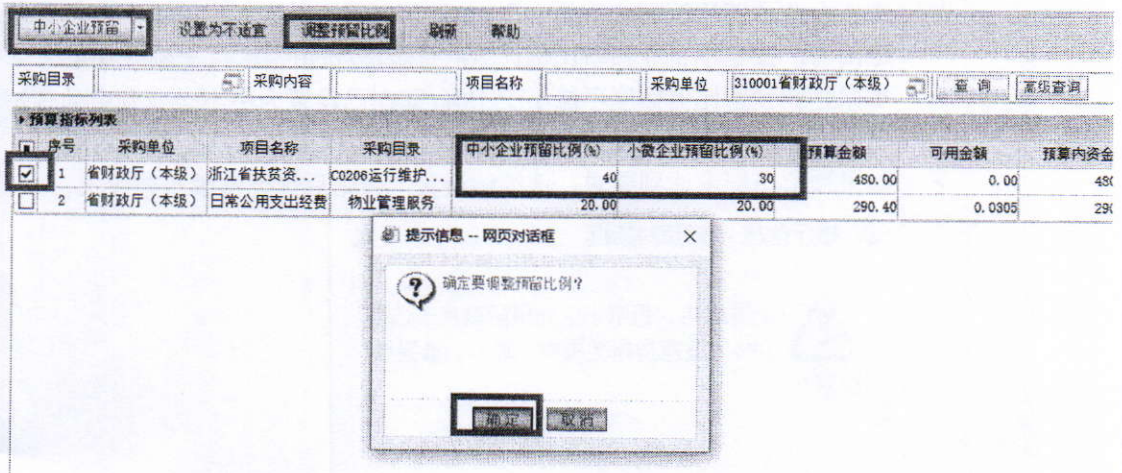 中小企业预留 设置为不适宜 调整预留比例 刷新 帮助
采购目录 采购内容 项目名称 采购单位 310001省财政厅（本级） 查询 高级查询
预算指标列表
序号 采购单位 项目名称 采购目录 中小企业预留比例(%) 小微企业预留比例(%) 预算金额 可用金额 预算内资金
1 省财政厅（本级） 浙江省扶贫资... C0206运行维护... 40 30 480.00 0.00 480
2 省财政厅（本级） 日常公用支出经费 物业管理服务 20.00 20.00 290.40 0.0305 290
提示信息 -- 网页对话框
确定要调整预留比例?
确定 取消